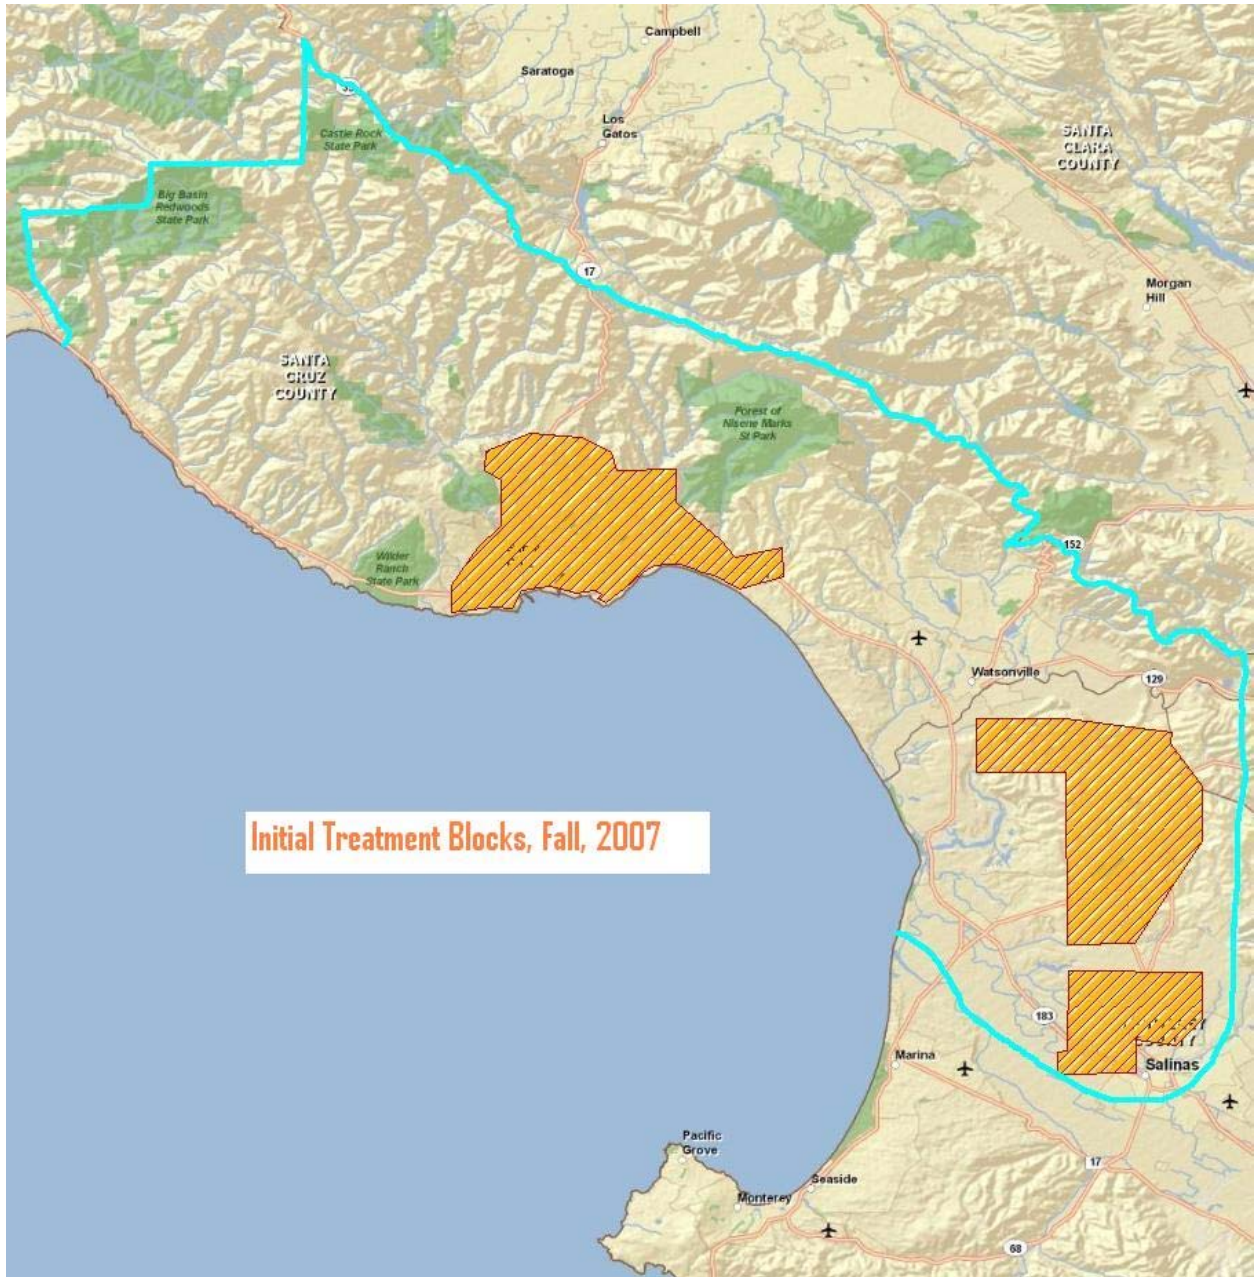 Campbell
Saratoga
Los
Gatos
35
Castle Rock
State Park
SANTA
CLARA
COUNTY
Big Basin
Redwoods
State Park
17
Morgan
Hill
SANTA
CRUZ
COUNTY
Forest of
Nisene Marks
St Park
Wilder
Ranch
State Park
152
Watsonville
129
Initial Treatment Blocks, Fall, 2007
183
Marina
Salinas
Pacific
Grove
17
Seaside
Monterey
68